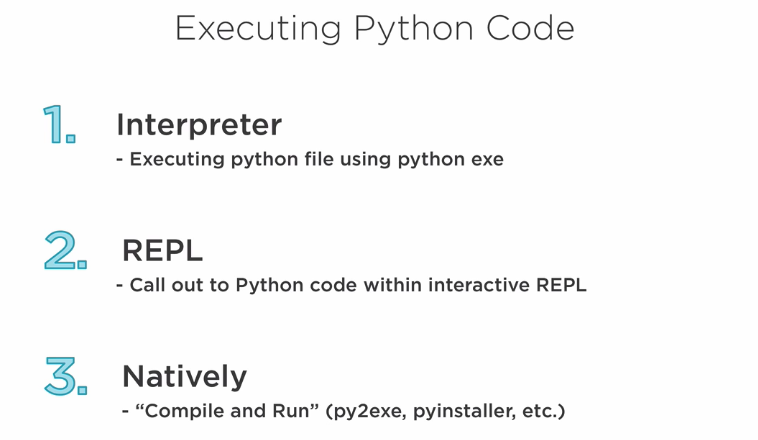 Executing Python Code
1. Interpreter
- Executing python file using python exe
2. REPL
- Call out to Python code within interactive REPL
3. Natively
- “Compile and Run” (py2exe, pyinstaller, etc.)